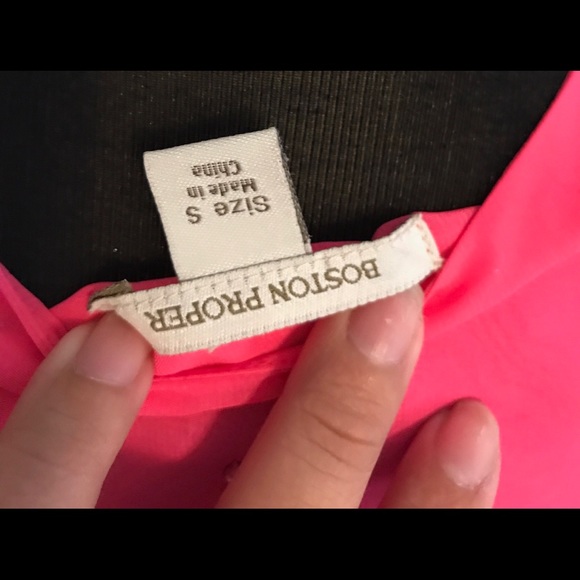 BOSTON PROPER
Size S
Made in
China